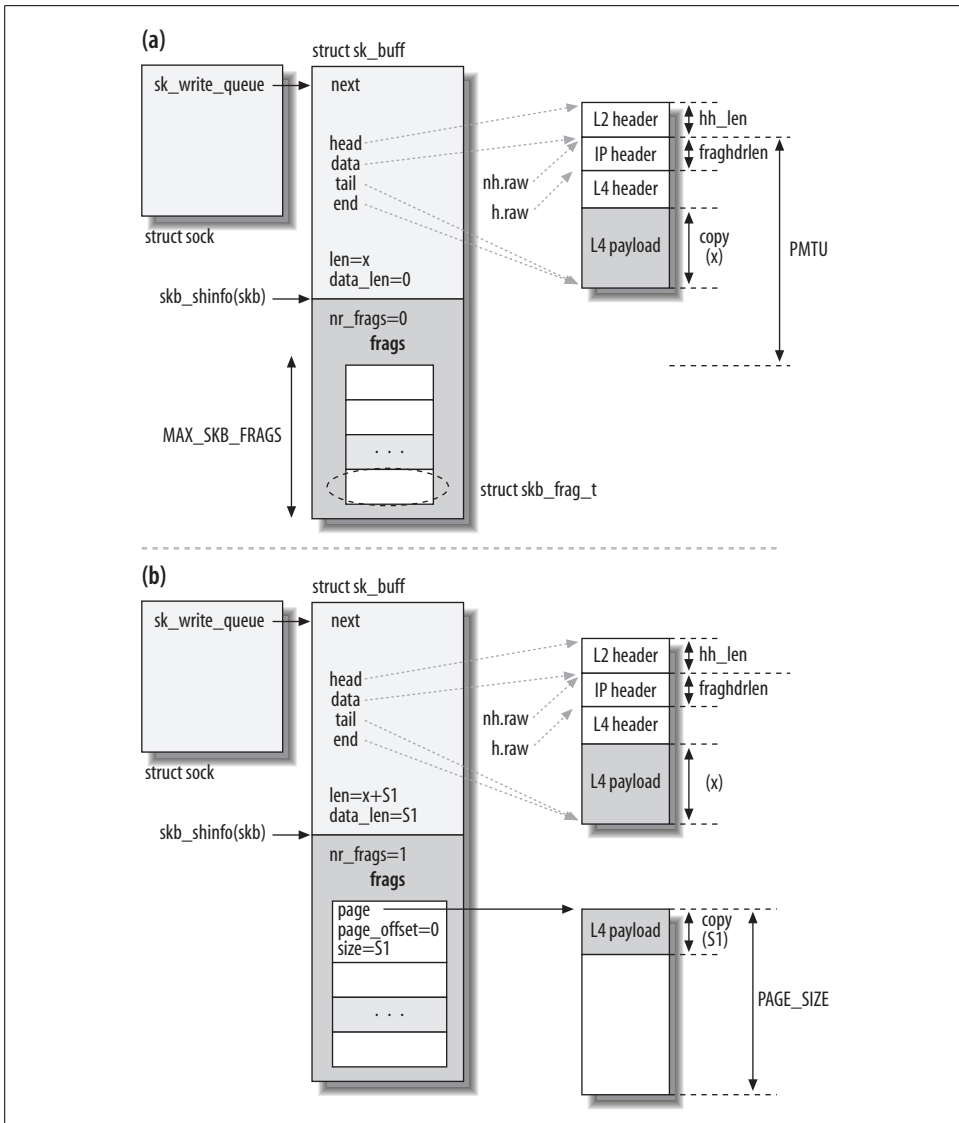 (a)
struct sk_buff
sk_write_queue
next
head
data
tail
end
nh.raw
h.raw
L2 header
hh_len
IP header
fraghdrlen
L4 header
L4 payload
copy
(x)
PMTU
struct sock
len=x
data_len=0
skb_shinfo(skb)
nr_frags=0
frags
MAX_SKB_FRAGS
. . .
struct skb_frag_t
(b)
struct sk_buff
sk_write_queue
next
head
data
tail
end
nh.raw
h.raw
L2 header
hh_len
IP header
fraghdrlen
L4 header
L4 payload
(x)
struct sock
len=x+S1
data_len=S1
skb_shinfo(skb)
nr_frags=1
frags
page
page_offset=0
size=S1
. . .
L4 payload
copy
(S1)
PAGE_SIZE